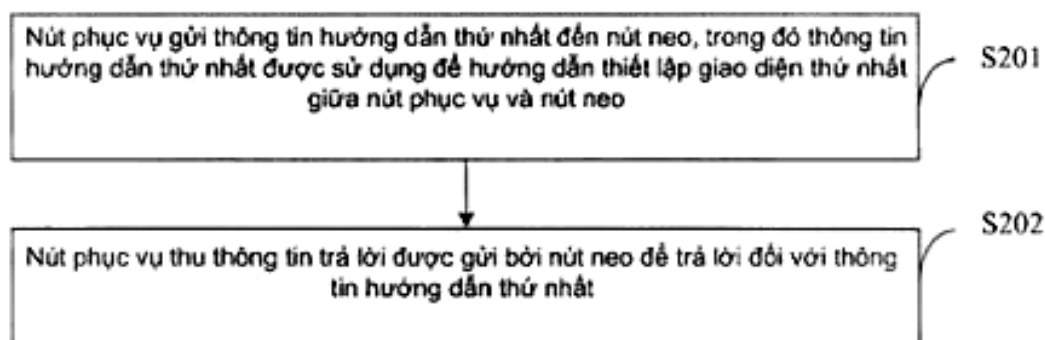 Nút phục vụ gửi thông tin hướng dẫn thứ nhất đến nút neo, trong đó thông tin
hướng dẫn thứ nhất được sử dụng để hướng dẫn thiết lập giao diện thứ nhất
giữa nút phục vụ và nút neo
S201
S202
Nút phục vụ thu thông tin trả lời được gửi bởi nút neo để trả lời đối với thông
tin hướng dẫn thứ nhất